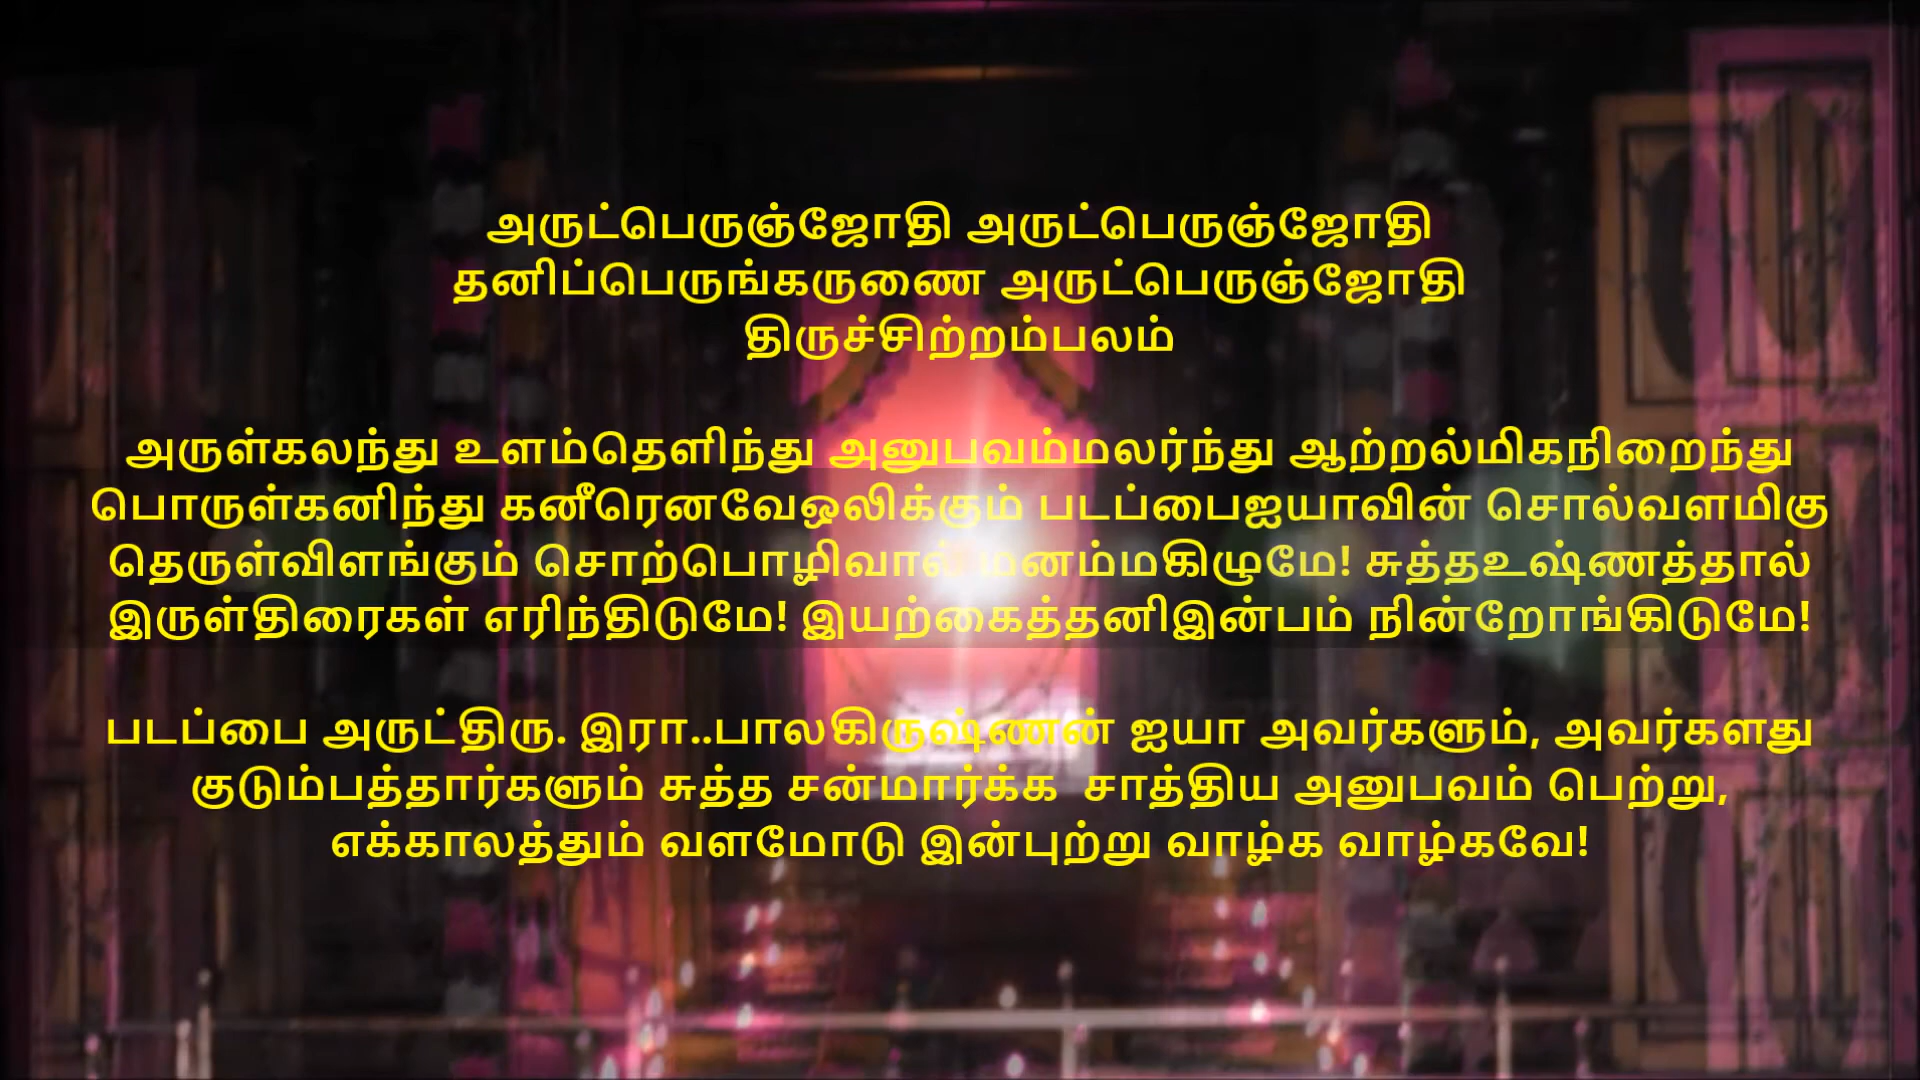 அருட்பெருஞ்ஜோதி அருட்பெருஞ்ஜோதி
தனிப்பெருங்கருணை அருட்பெருஞ்ஜோதி
திருச்சிற்றம்பலம்
அருள்கலந்து உளம்தெளிந்து அனுபவம்மலர்ந்து ஆற்றல்மிகநிறைந்து
பொருள்கனிந்து கனீரெனவேஒலிக்கும் படப்பைஐயாவின் சொல்வளமிகு
தெருள்விளங்கும் சொற்பொழிவால் மனம்மகிழுமே! சுத்தஉஷ்ணத்தால்
இருள்திரைகள் எரிந்திடுமே! இயற்கைத்தனிஇன்பம் நின்றோங்கிடுமே!
படப்பை அருட்திரு. இரா..பாலகிருஷ்ணன் ஐயா அவர்களும், அவர்களது
குடும்பத்தார்களும் சுத்த சன்மார்க்க  சாத்திய அனுபவம் பெற்று,
எக்காலத்தும் வளமோடு இன்புற்று வாழ்க வாழ்கவே!